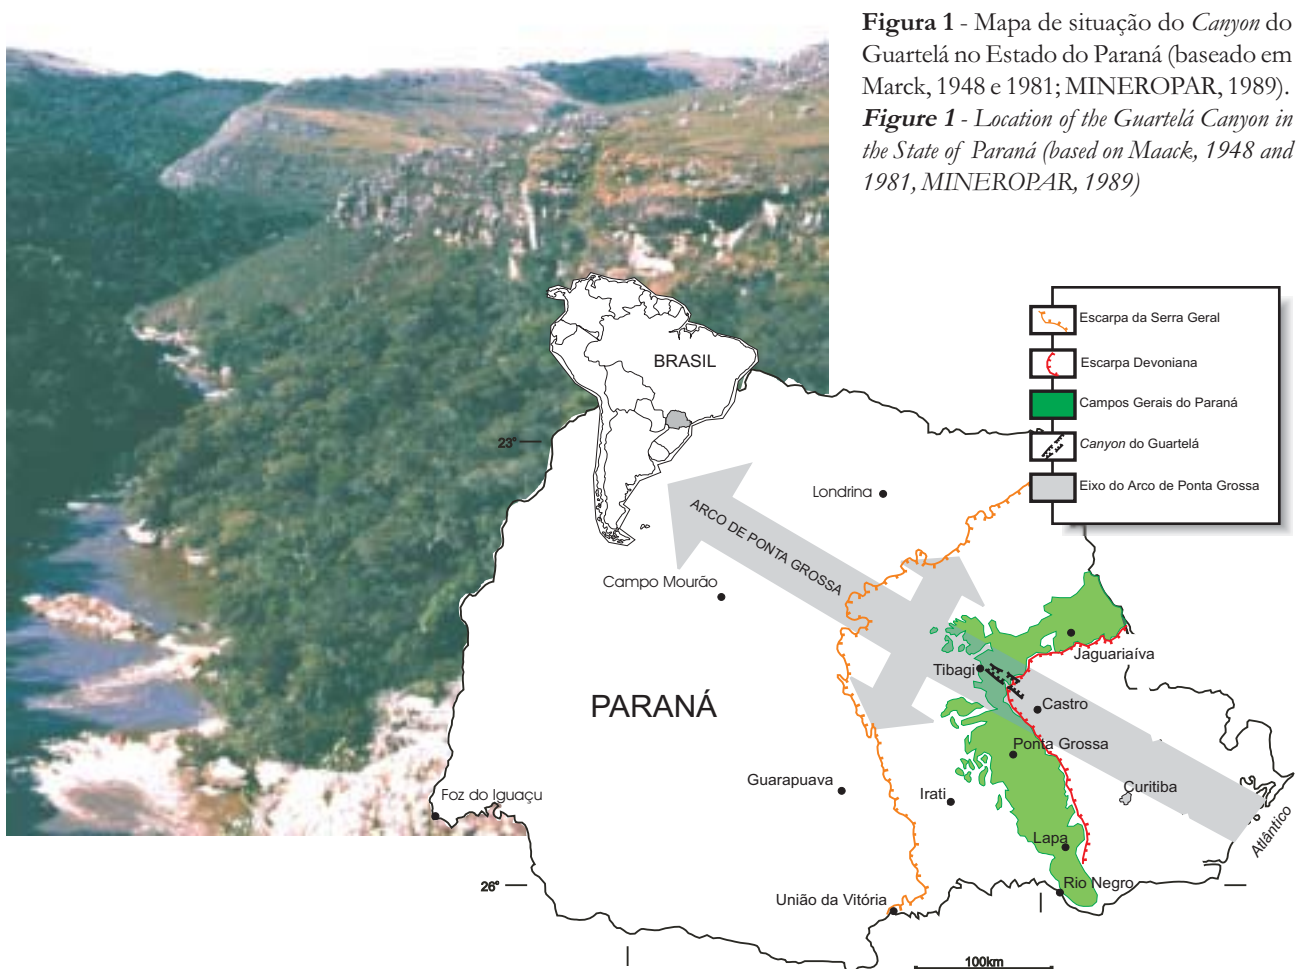 Figura 1 - Mapa de situação do Canyon do
Guartelá no Estado do Paraná (baseado em
Marck, 1948 e 1981; MINEROPAR, 1989).
Figure 1 - Location of the Guartelá Canyon in
the State of Paraná (based on Maack, 1948 and
1981, MINEROPAR, 1989)
Escarpa da Serra Geral
Escarpa Devoniana
Campos Gerais do Paraná
Canyon do Guartelá
Eixo do Arco de Ponta Grossa
BRASIL
23°
Londrina
ARCO DE PONTA GROSSA
Campo Mourão
Jaguariaíva
Tibagi
PARANÁ
Castro
Ponta Grossa
Guarapuava
Irati
Curitiba
Foz do Iguaçu
Atlântico
Lapa
26°
Rio Negro
União da Vitória
100km